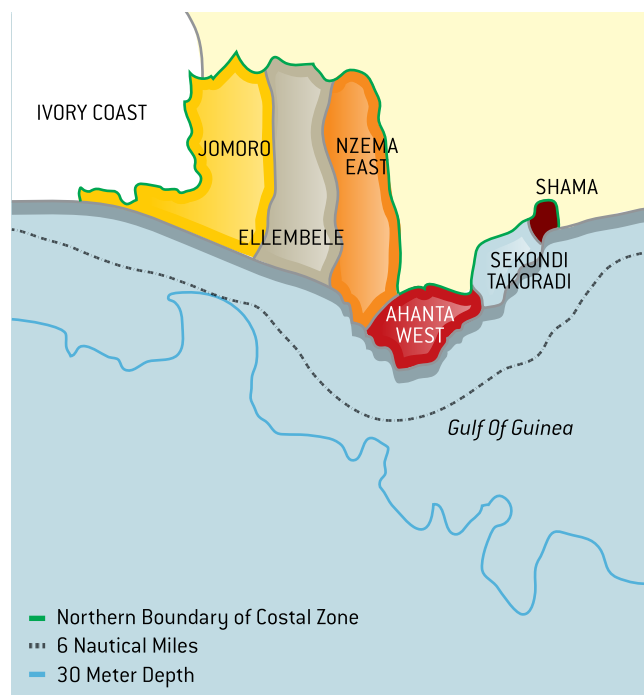 IVORY COAST
JOMORO
NZEMA
EAST
SHAMA
ELLEMBELE
SEKONDI
TAKORADI
AHANTA
WEST
Gulf Of Guinea
Northern Boundary of Costal Zone
6 Nautical Miles
30 Meter Depth